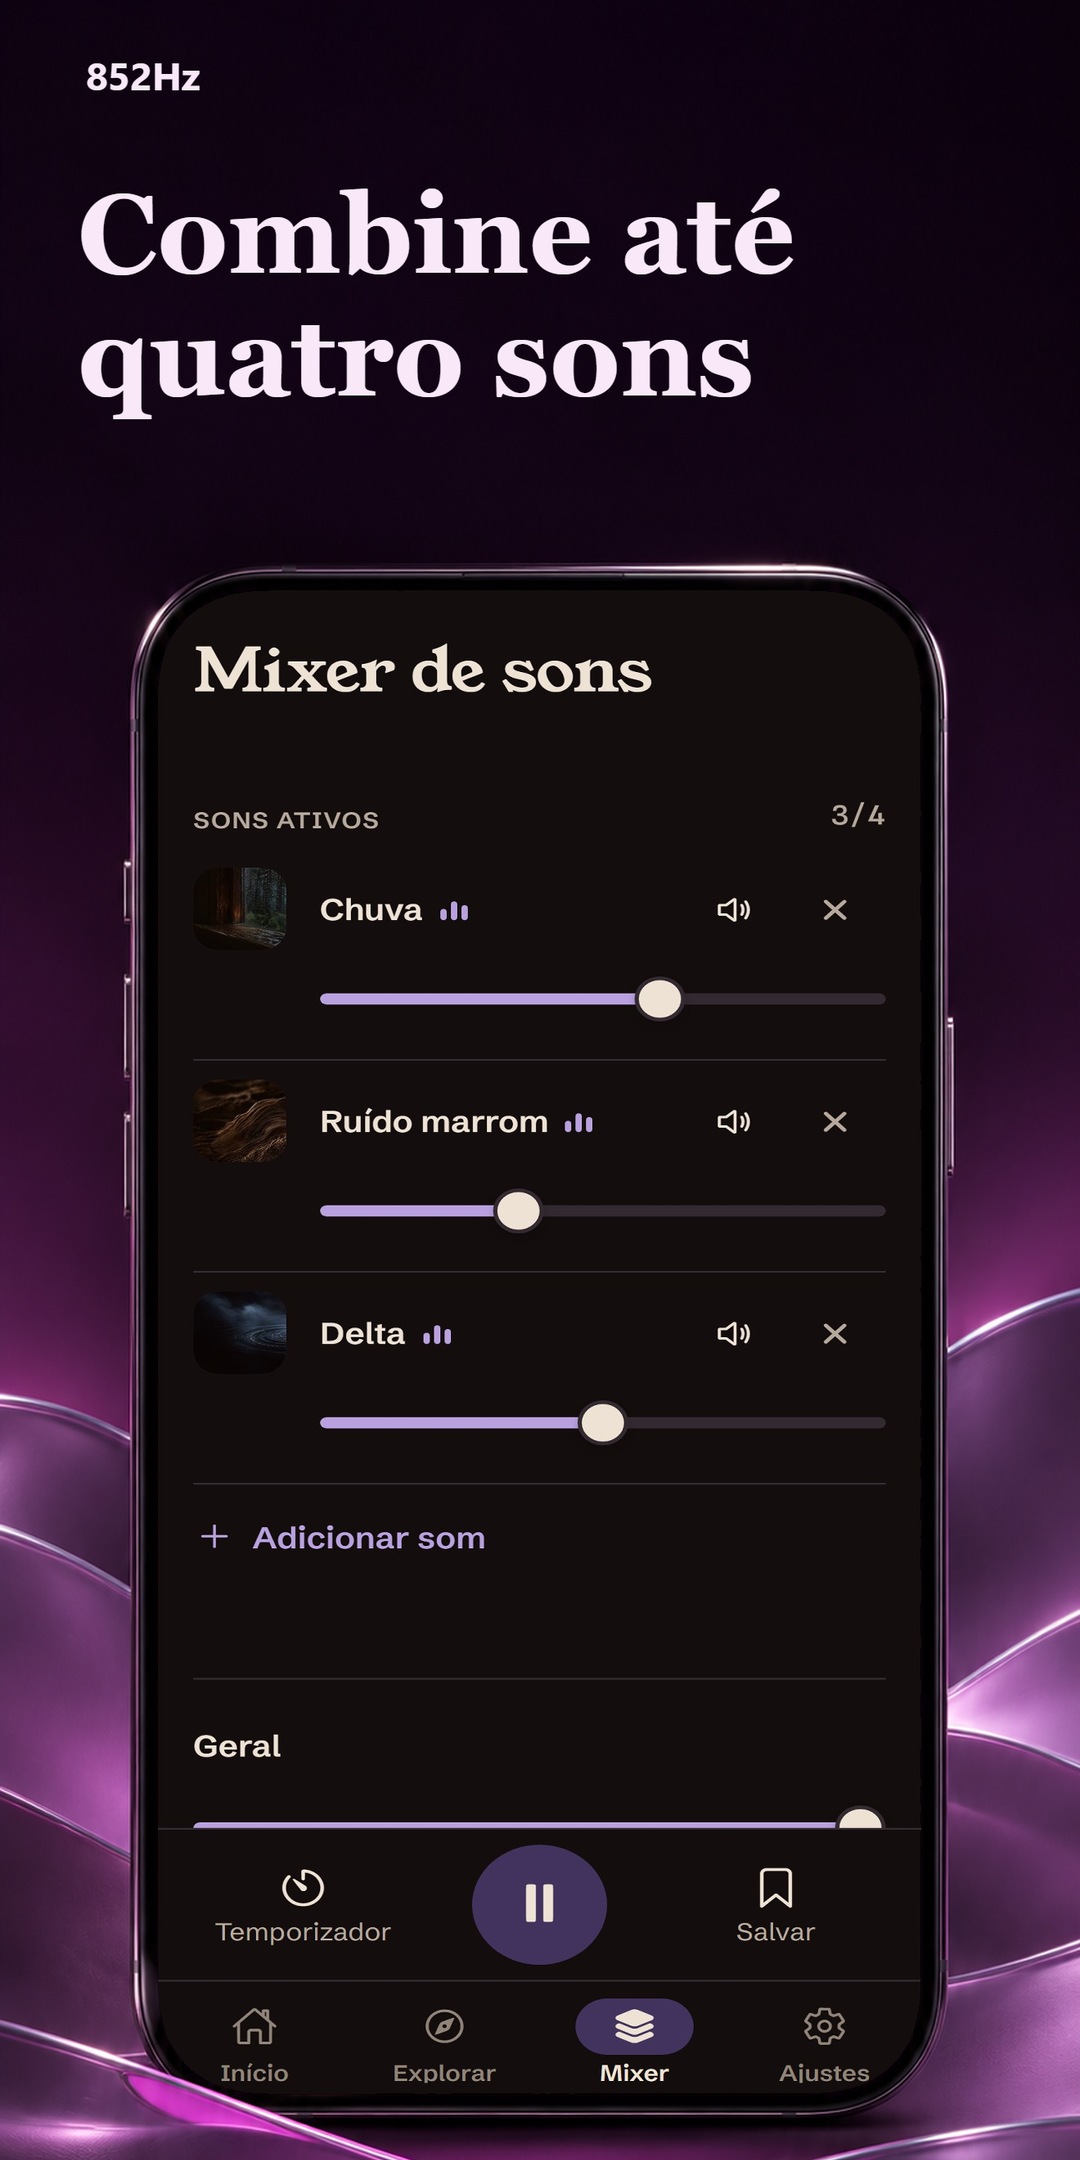 852Hz
Combine até
quatro sons
Mixer de sons
SONS ATIVOS
3/4
Chuva
Ruído marrom
Delta
Adicionar som
Geral
Temporizador
Salvar
Início
Explorar
Mixer
Ajustes